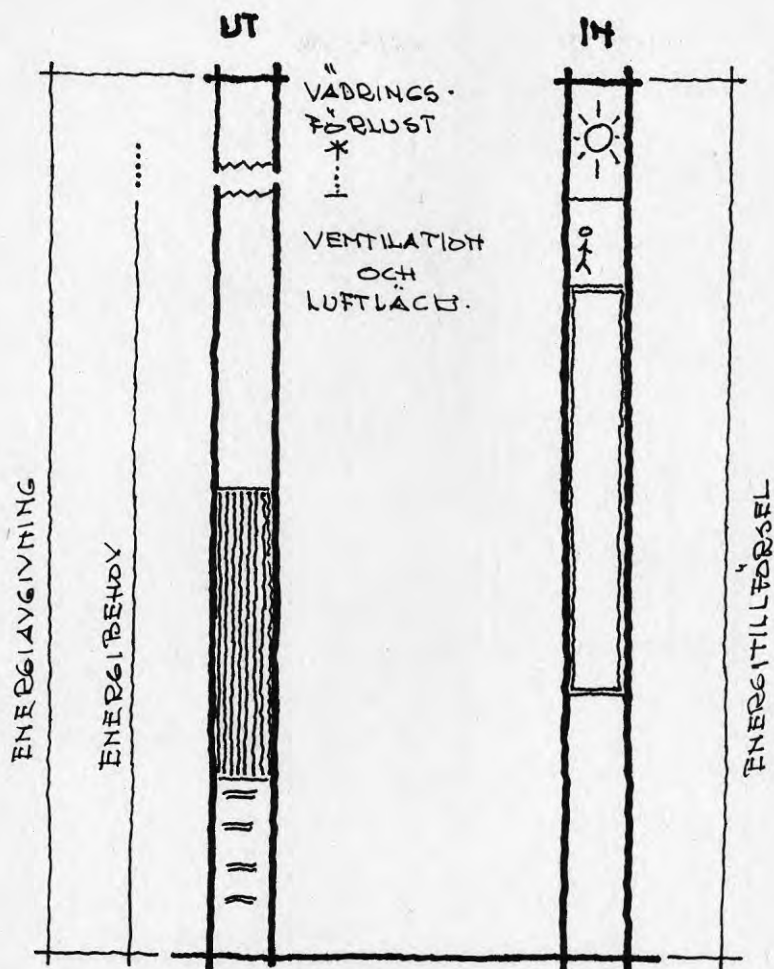 UT
IN
VÄDRINGS-
FÖRLUST
*
VENTILATION
OCH
LUFTLÄCK.
ENERGIAVGIVNING
ENERGIBEHOV
ENERGITILLFÖRSEL